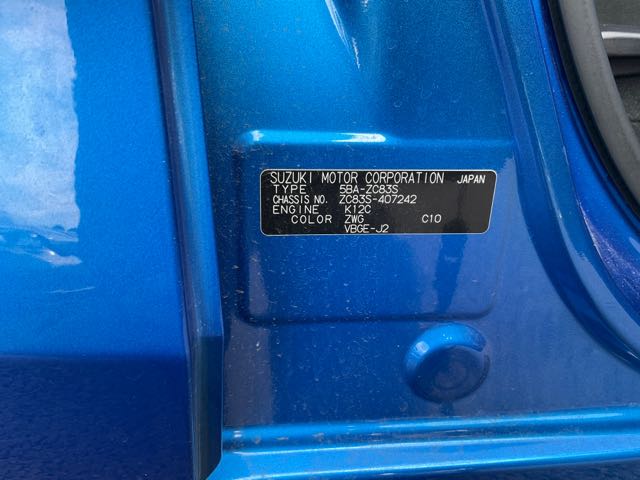 SUZUKI MOTOR CORPORATION JAPAN
TYPE 5BA-ZC83S
CHASSIS NO. ZC83S-407242
ENGINE K12C
COLOR ZWG C10
VBGE-J2